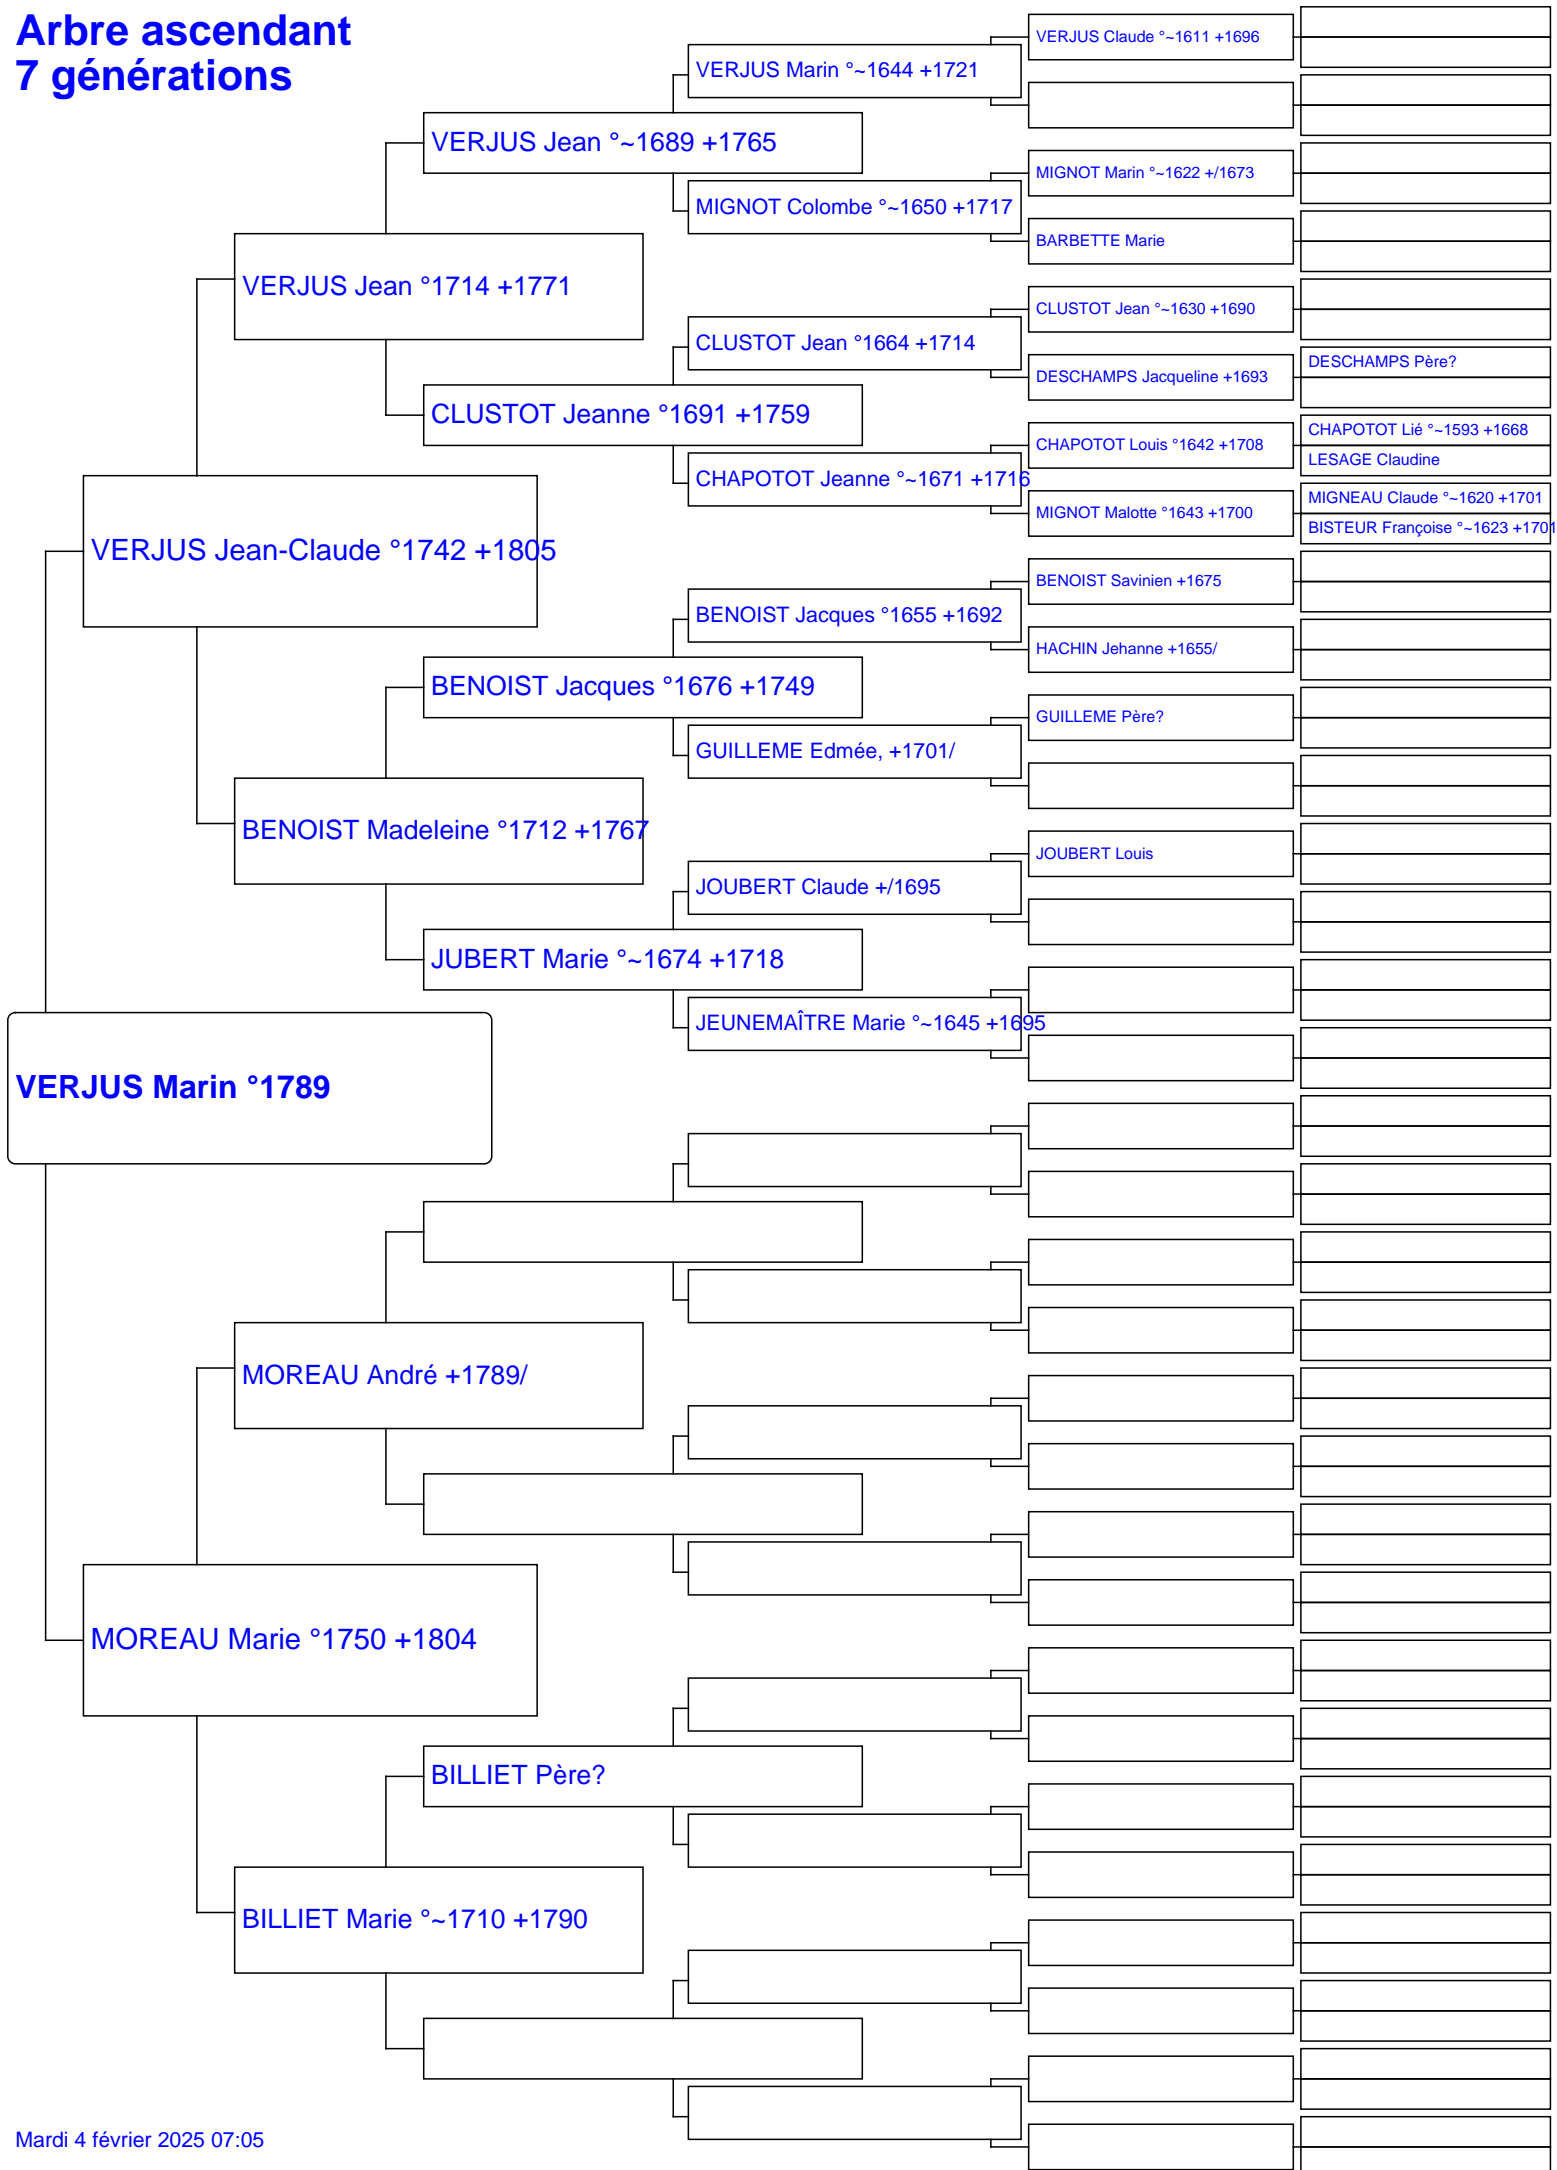 Arbre ascendant
7 générations
VERJUS Claude °~1611 +1696
VERJUS Marin °~1644 +1721
VERJUS Jean °~1689 +1765
MIGNOT Marin °~1622 +/1673
MIGNOT Colombe °~1650 +1717
BARBETTE Marie
VERJUS Jean °1714 +1771
CLUSTOT Jean °~1630 +1690
CLUSTOT Jean °1664 +1714
DESCHAMPS Père?
DESCHAMPS Jacqueline +1693
CLUSTOT Jeanne °1691 +1759
CHAPOTOT Lié °~1593 +1668
CHAPOTOT Louis °1642 +1708
LESAGE Claudine
CHAPOTOT Jeanne °~1671 +1716
MIGNEAU Claude °~1620 +1701
MIGNOT Malotte °1643 +1700
BISTEUR Françoise °~1623 +1701
VERJUS Jean-Claude °1742 +1805
BENOIST Savinien +1675
BENOIST Jacques °1655 +1692
HACHIN Jehanne +1655/
BENOIST Jacques °1676 +1749
GUILLEME Père?
GUILLEME Edmée, +1701/
BENOIST Madeleine °1712 +1767
JOUBERT Louis
JOUBERT Claude +/1695
JUBERT Marie °~1674 +1718
JEUNEMAÎTRE Marie °~1645 +1695
VERJUS Marin °1789
MOREAU André +1789/
MOREAU Marie °1750 +1804
BILLIET Père?
BILLIET Marie °~1710 +1790
Mardi 4 février 2025 07:05